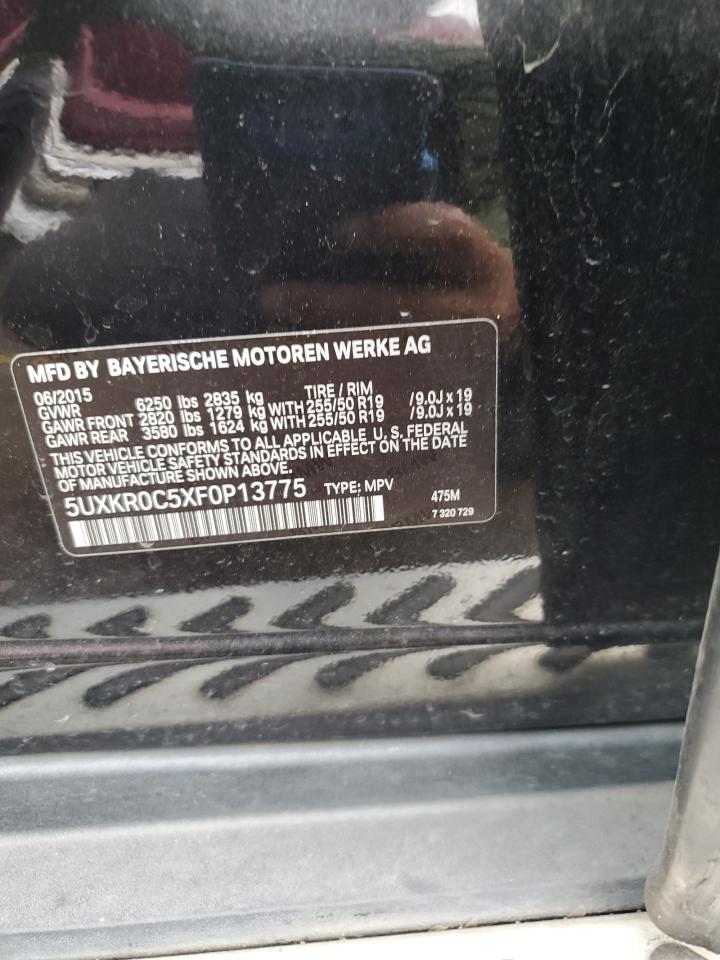 MFD BY BAYERISCHE MOTOREN WERKE AG
06/2015 TIRE / RIM
GVWR 6250 lbs 2835 kg
GAWR FRONT 2820 lbs 1279 kg WITH 255/50 R19 /9.0J x 19
GAWR REAR 3580 lbs 1624 kg WITH 255/50 R19 /9.0J x 19
THIS VEHICLE CONFORMS TO ALL APPLICABLE U. S. FEDERAL
MOTOR VEHICLE SAFETY STANDARDS IN EFFECT ON THE DATE
OF MANUFACTURE SHOWN ABOVE.
5UXKR0C5XF0P13775 TYPE: MPV
475M
7 320 729